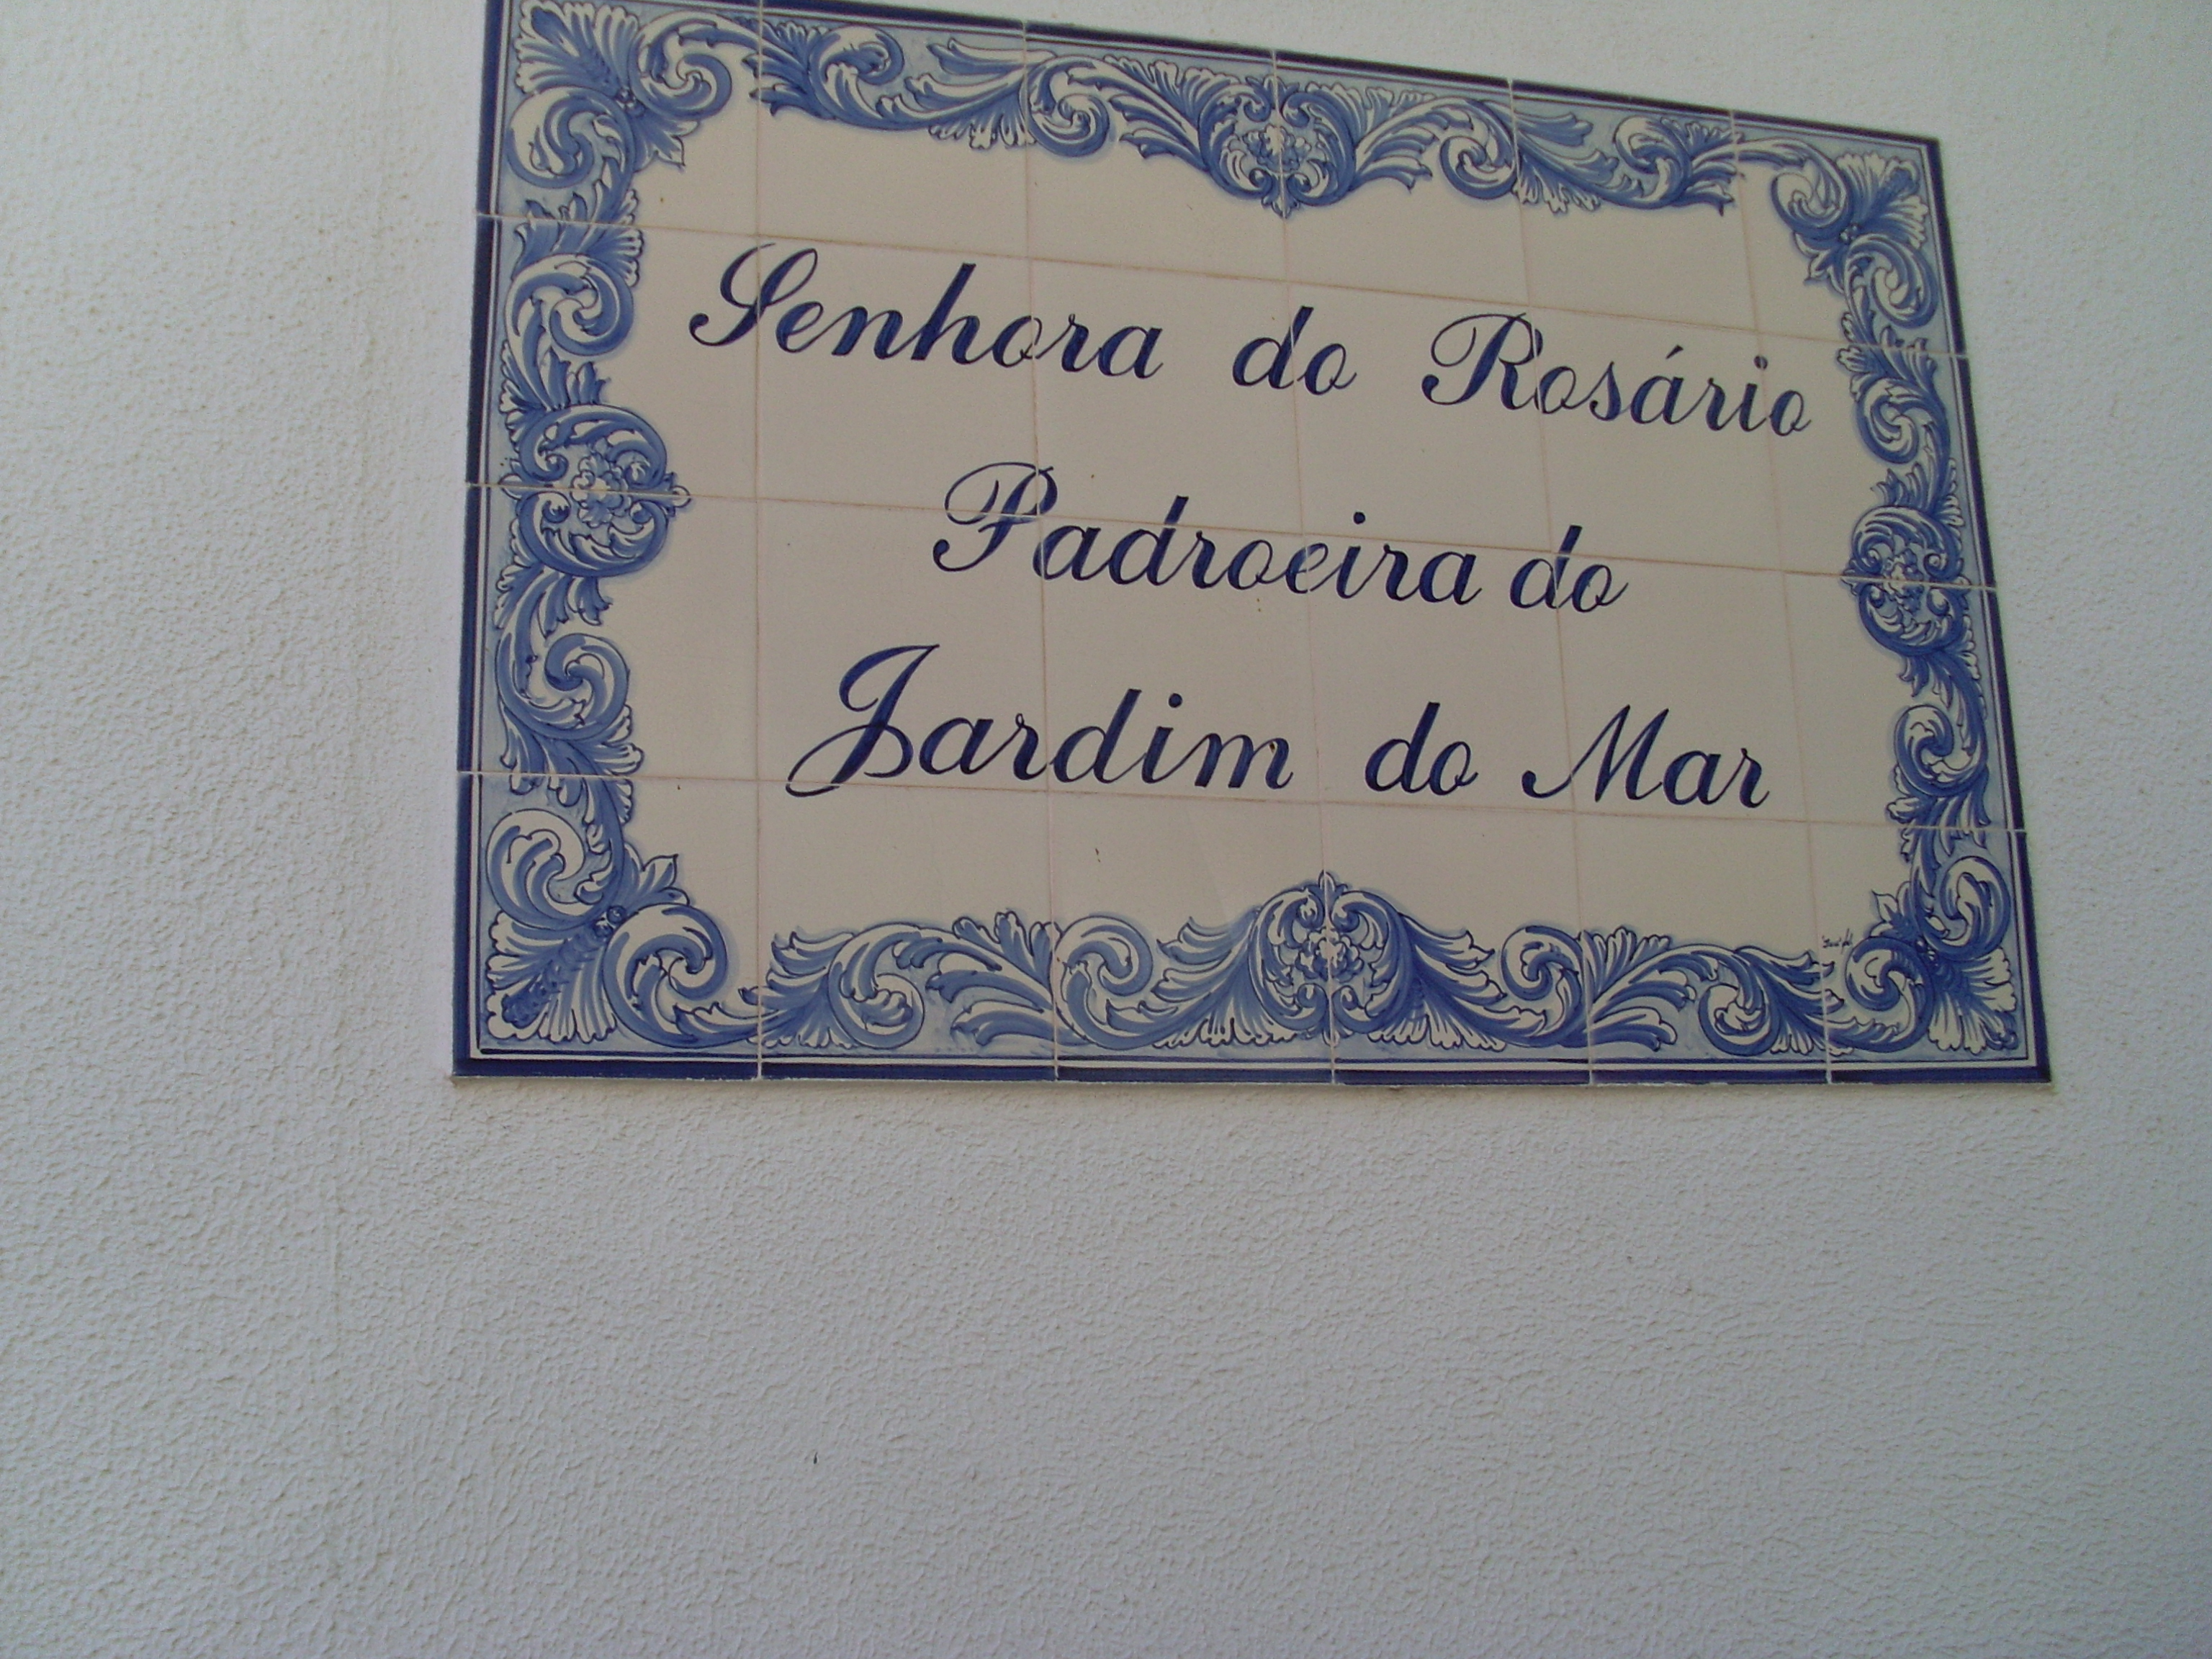 Senhora do Rosário
Padroeira do
Jardim do Mar